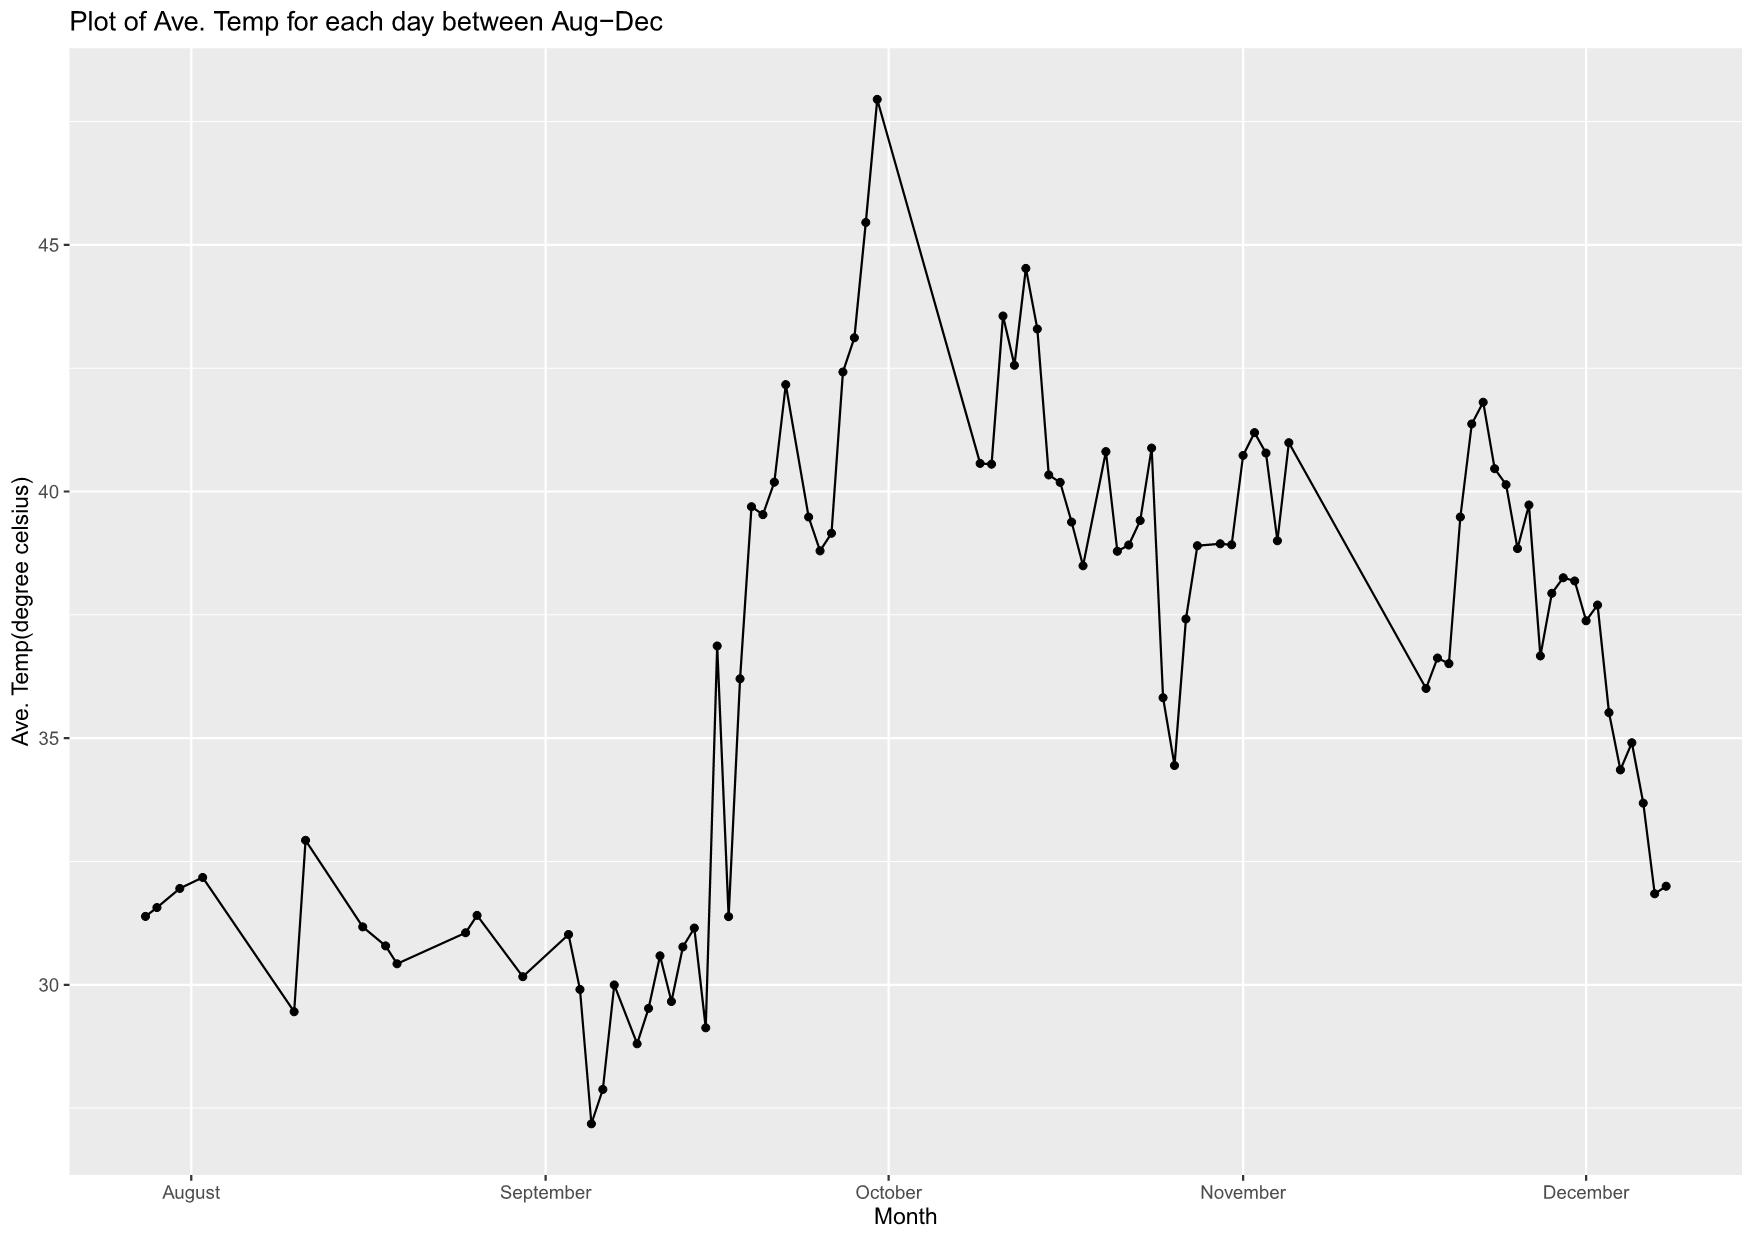 Plot of Ave. Temp for each day between Aug−Dec
Ave. Temp(degree celsius)
45
40
35
30
August September October November December
Month